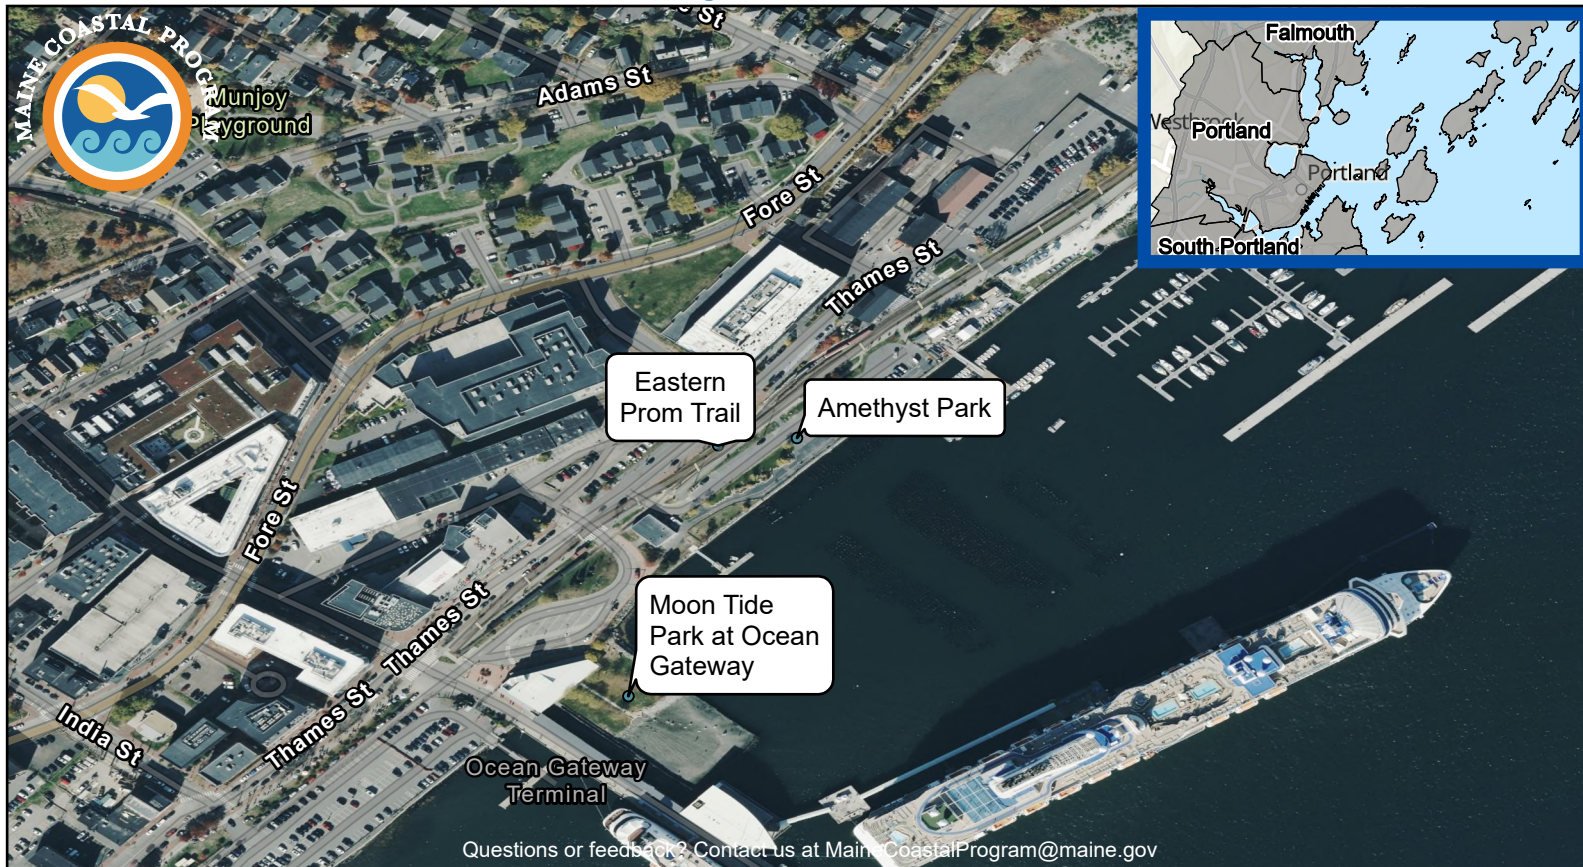 MAINE COASTAL PROGRAM
Munjoy
Playground
Adams St
St
Fore St
Thames St
Falmouth
Westbrook
Portland
Portland
South Portland
Eastern
Prom Trail
Amethyst Park
Fore St
Moon Tide
Park at Ocean
Gateway
Thames St
Thames St
India St
Ocean Gateway
Terminal
Questions or feedback? Contact us at MaineCoastalProgram@maine.gov